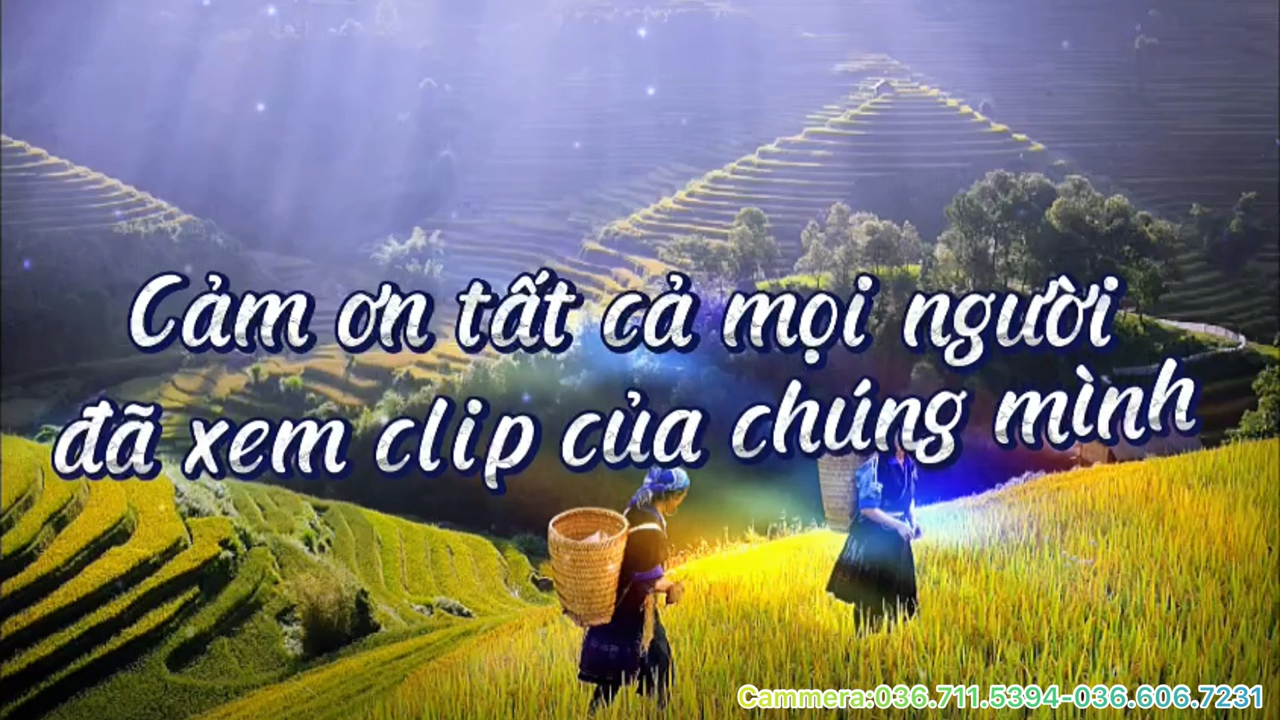 Cảm ơn tất cả mọi người
đã xem clip của chúng mình
Cammera:036.711.5394-036.606.7231